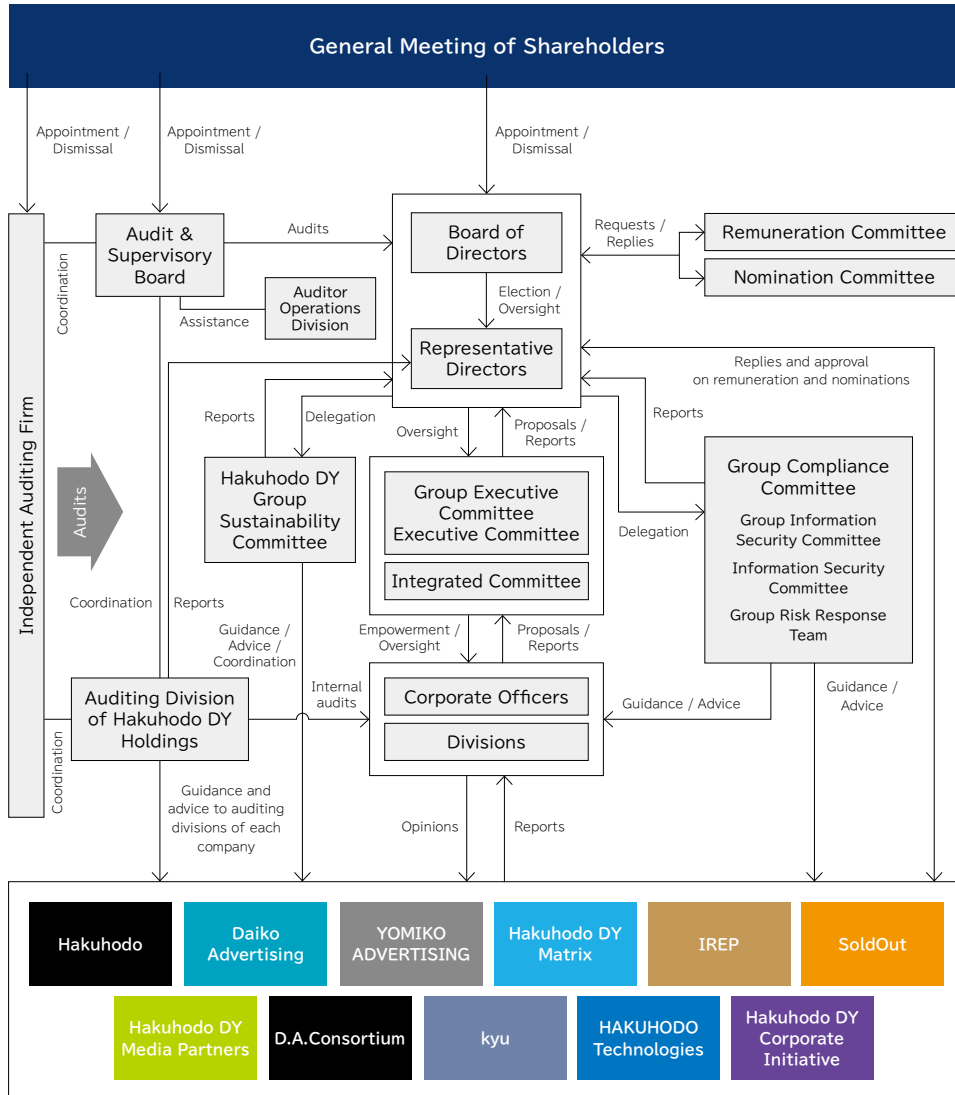 General Meeting of Shareholders
Appointment /
Dismissal
Appointment /
Dismissal
Appointment /
Dismissal
Independent Auditing Firm
Coordination
Audit &
Supervisory
Board
Audits
Assistance
Auditor
Operations
Division
Board of
Directors
Election /
Oversight
Representative
Directors
Requests /
Replies
Remuneration Committee
Nomination Committee
Replies and approval
on remuneration and nominations
Reports
Delegation
Oversight
Proposals /
Reports
Reports
Delegation
Audits
Hakuhodo DY
Group
Sustainability
Committee
Group Executive
Committee
Executive Committee
Integrated Committee
Group Compliance
Committee
Group Information
Security Committee
Information Security
Committee
Group Risk Response
Team
Coordination
Reports
Guidance /
Advice /
Coordination
Empowerment /
Oversight
Proposals /
Reports
Coordination
Auditing Division
of Hakuhodo DY
Holdings
Internal
audits
Corporate Officers
Divisions
Guidance / Advice
Guidance /
Advice
Guidance and
advice to auditing
divisions of each
company
Opinions
Reports
Hakuhodo
Daiko
Advertising
YOMIKO
ADVERTISING
Hakuhodo DY
Matrix
IREP
SoldOut
Hakuhodo DY
Media Partners
D.A.Consortium
kyu
HAKUHODO
Technologies
Hakuhodo DY
Corporate
Initiative